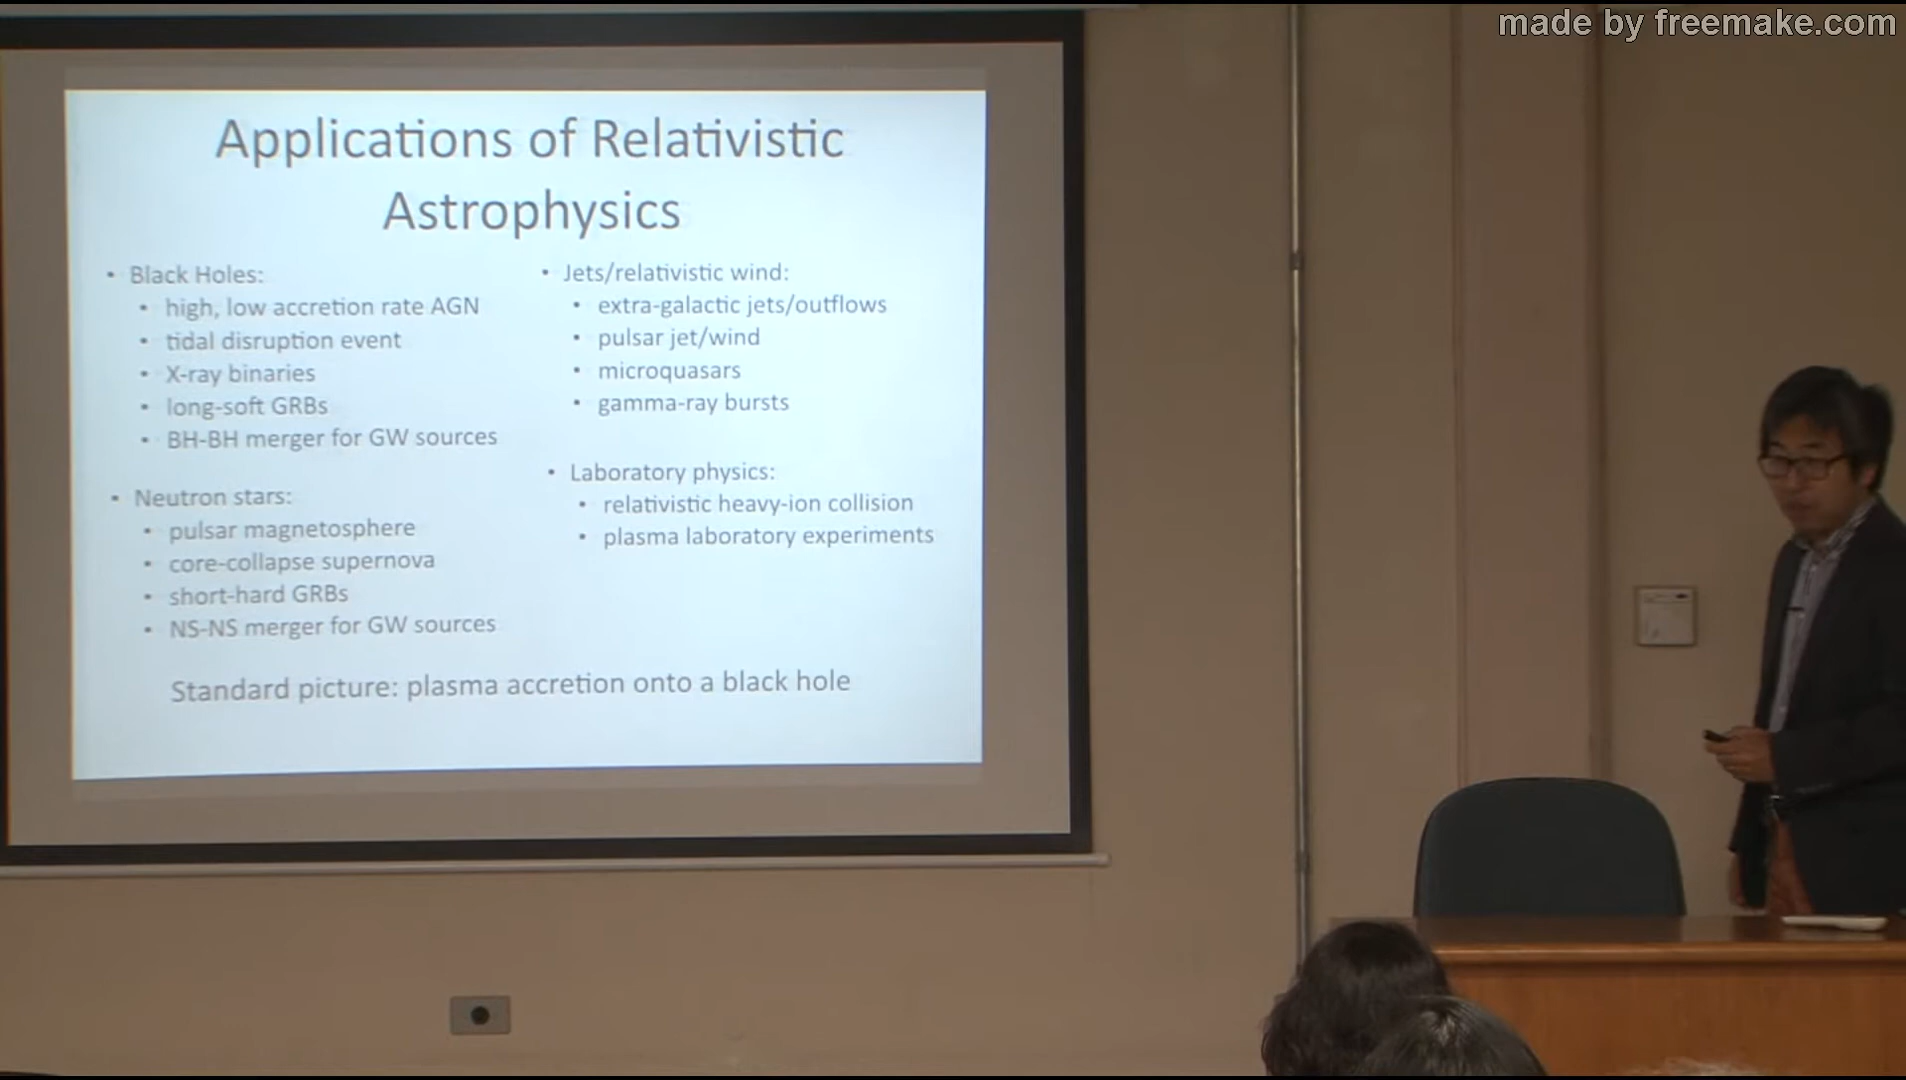 made by freemake.com
Applications of Relativistic
Astrophysics
• Black Holes:
• high, low accretion rate AGN
• tidal disruption event
• X-ray binaries
• long-soft GRBs
• BH-BH merger for GW sources
• Neutron stars:
• pulsar magnetosphere
• core-collapse supernova
• short-hard GRBs
• NS-NS merger for GW sources
• Jets/relativistic wind:
• extra-galactic jets/outflows
• pulsar jet/wind
• microquasars
• gamma-ray bursts
• Laboratory physics:
• relativistic heavy-ion collision
• plasma laboratory experiments
Standard picture: plasma accretion onto a black hole